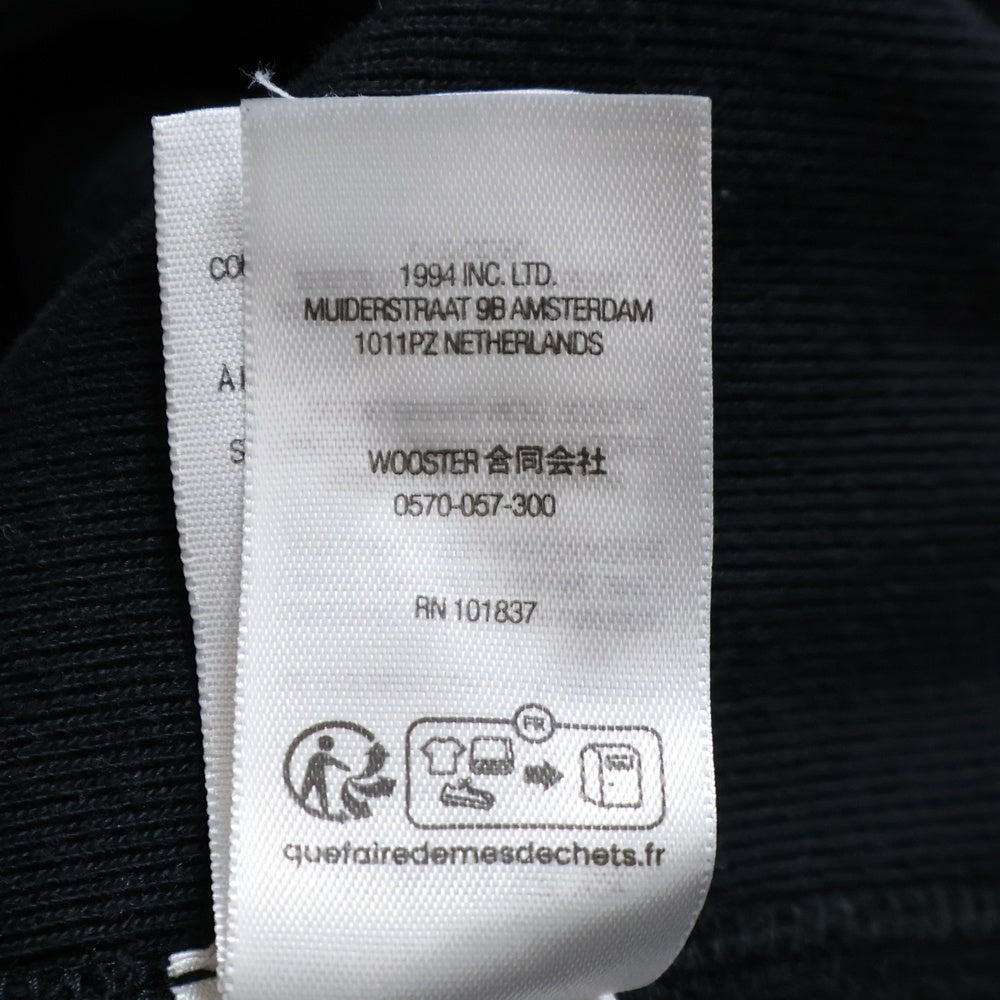 1994 INC. LTD.
MUIDERSTRAAT 9B AMSTERDAM
1011PZ NETHERLANDS
WOOSTER 合同会社
0570-057-300
RN 101837
FR
quefairedemesdechets.fr